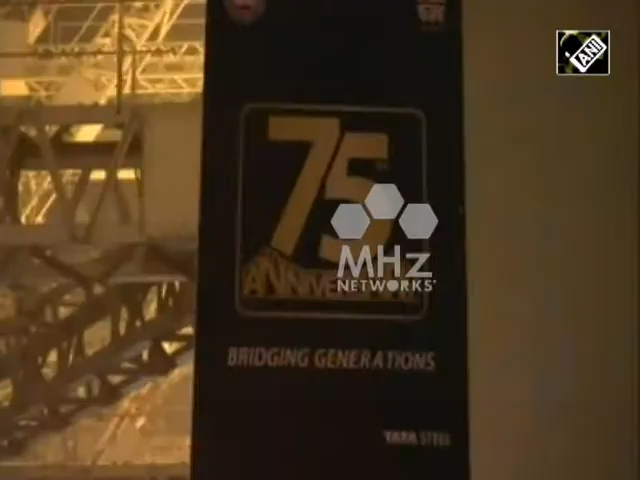 ANI
75
ANNIVERSARY
MHz
NETWORKS
BRIDGING GENERATIONS
TATA STEEL